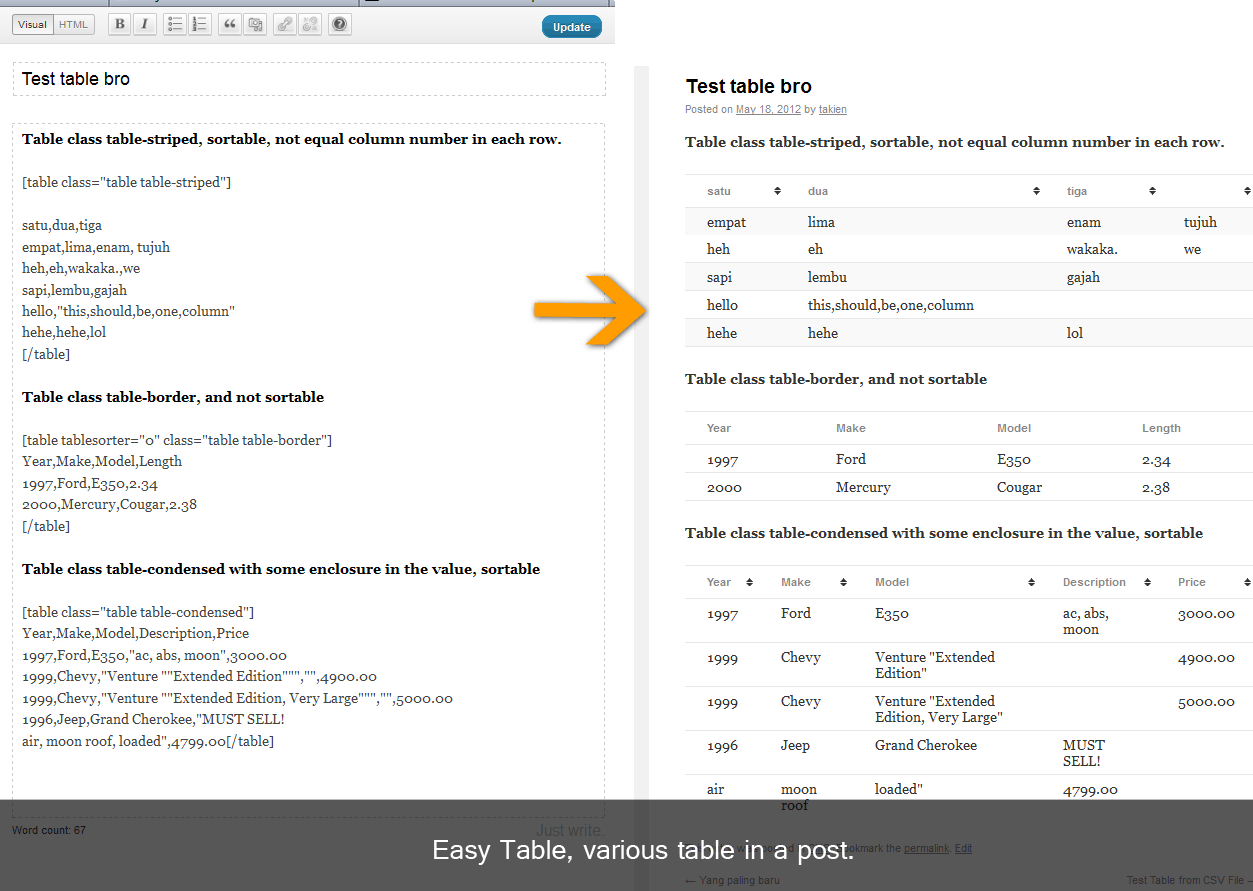 Visual HTML B I “ Update
Test table bro
Table class table-striped, sortable, not equal column number in each row.
[table class="table table-striped"]
satu,dua,tiga
empat,lima,enam, tujuh
heh,eh,wakaka.,we
sapi,lembu,gajah
hello,"this,should,be,one,column"
hehe,hehe,lol
[/table]
Table class table-border, and not sortable
[table tablesorter="0" class="table table-border"]
Year,Make,Model,Length
1997,Ford,E350,2.34
2000,Mercury,Cougar,2.38
[/table]
Table class table-condensed with some enclosure in the value, sortable
[table class="table table-condensed"]
Year,Make,Model,Description,Price
1997,Ford,E350,"ac, abs, moon",3000.00
1999,Chevy,"Venture ""Extended Edition""","",4900.00
1999,Chevy,"Venture ""Extended Edition, Very Large""","",5000.00
1996,Jeep,Grand Cherokee,"MUST SELL!
air, moon roof, loaded",4799.00[/table]
Word count: 67
Just write.
Test table bro
Posted on May 18, 2012 by takien
Table class table-striped, sortable, not equal column number in each row.
satu dua tiga
empat lima enam tujuh
heh eh wakaka. we
sapi lembu gajah
hello this,should,be,one,column
hehe hehe lol
Table class table-border, and not sortable
Year Make Model Length
1997 Ford E350 2.34
2000 Mercury Cougar 2.38
Table class table-condensed with some enclosure in the value, sortable
Year Make Model Description Price
1997 Ford E350 ac, abs, 3000.00
moon
1999 Chevy Venture "Extended 4900.00
Edition"
1999 Chevy Venture "Extended 5000.00
Edition, Very Large"
1996 Jeep Grand Cherokee MUST
SELL!
air moon loaded" 4799.00
roof
the permalink. Edit
Easy Table, various table in a post.
← Yang paling baru Test Table from CSV File